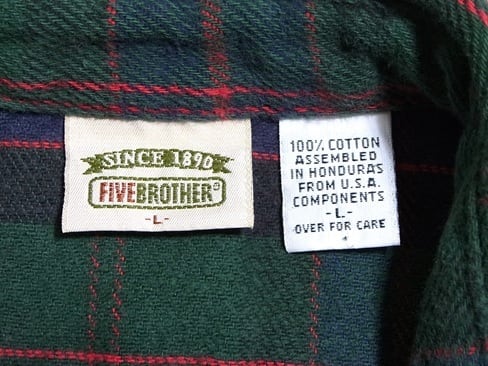 SINCE 1890
FIVEBROTHER®
-L-
100% COTTON
ASSEMBLED
IN HONDURAS
FROM U.S.A.
COMPONENTS
-L-
OVER FOR CARE